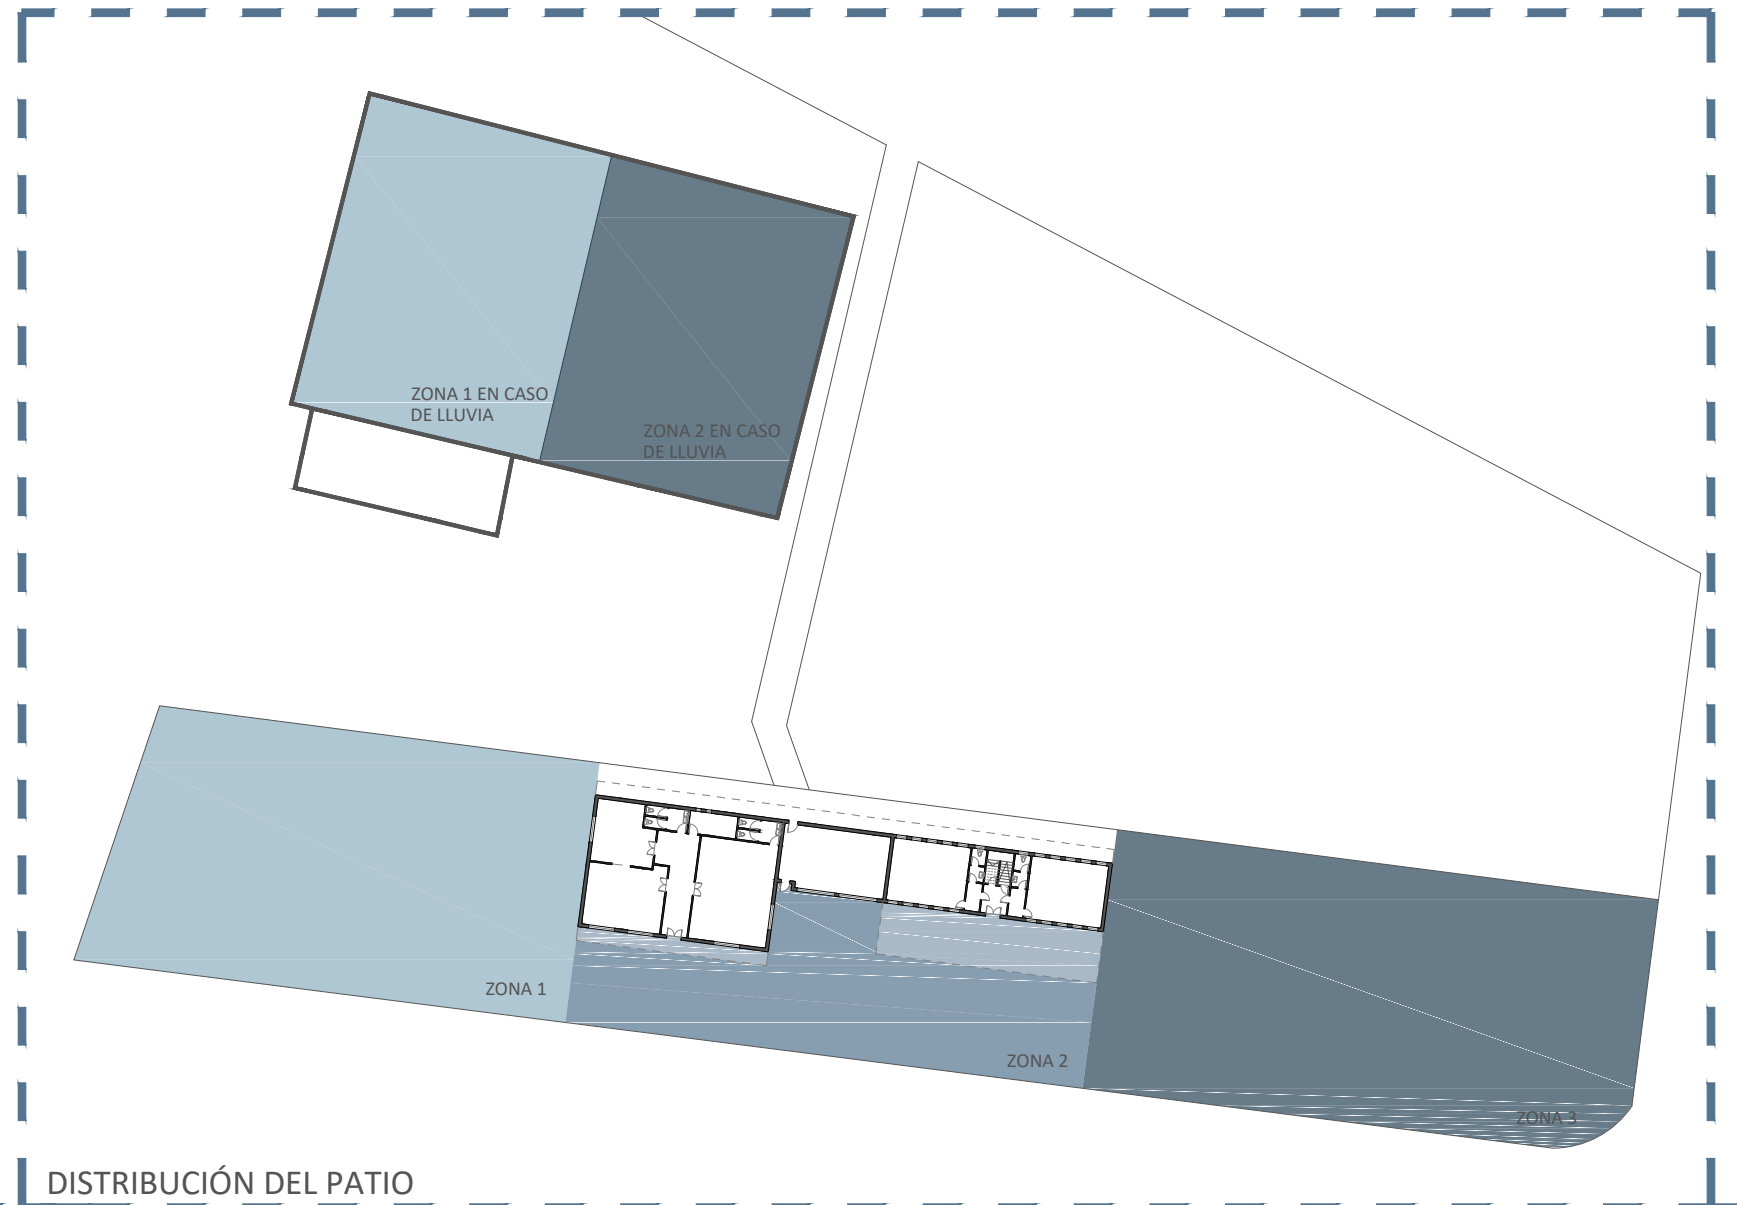 ZONA 1 EN CASO
DE LLUVIA
ZONA 2 EN CASO
DE LLUVIA
ZONA 1
ZONA 2
ZONA 3
DISTRIBUCIÓN DEL PATIO